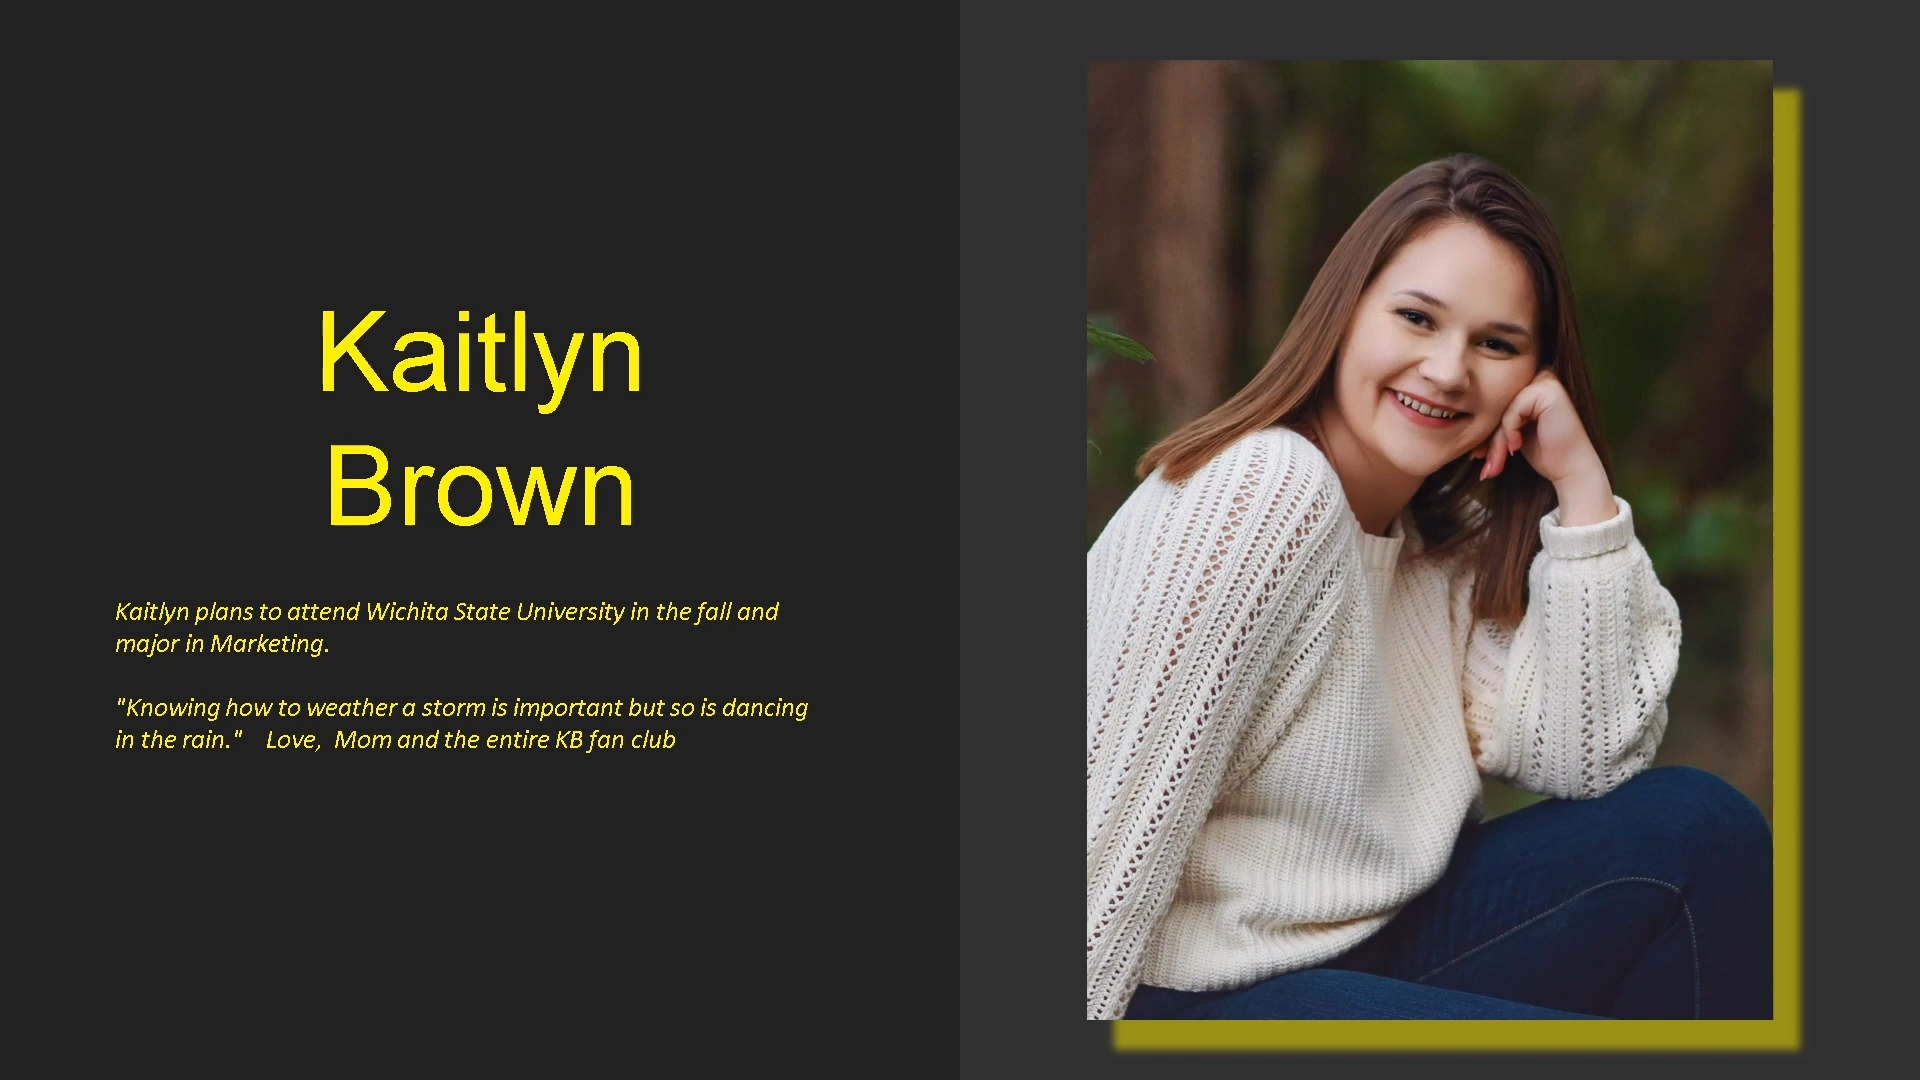 Kaitlyn
Brown
Kaitlyn plans to attend Wichita State University in the fall and
major in Marketing.
"Knowing how to weather a storm is important but so is dancing
in the rain."    Love,  Mom and the entire KB fan club